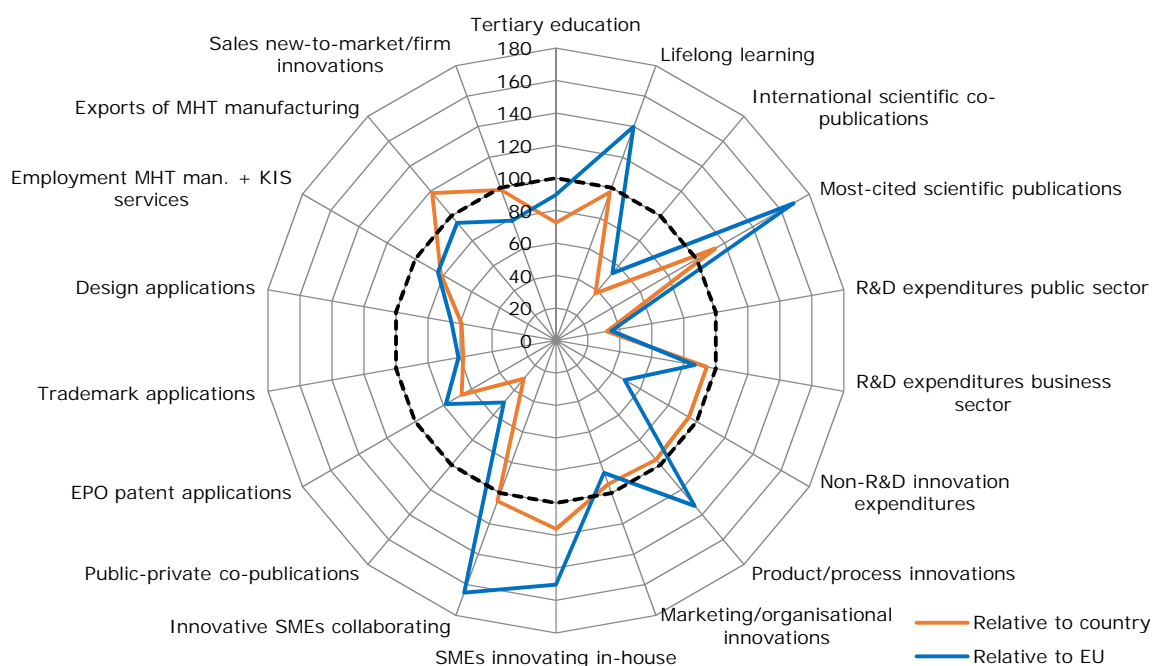 Tertiary education
Lifelong learning
International scientific co-
publications
Most-cited scientific publications
R&D expenditures public sector
R&D expenditures business
sector
Non-R&D innovation
expenditures
Product/process innovations
Marketing/organisational
innovations
SMEs innovating in-house
Innovative SMEs collaborating
Public-private co-publications
EPO patent applications
Trademark applications
Design applications
Employment MHT man. + KIS
services
Exports of MHT manufacturing
Sales new-to-market/firm
innovations
180
160
140
120
100
80
60
40
20
0
Relative to country
Relative to EU